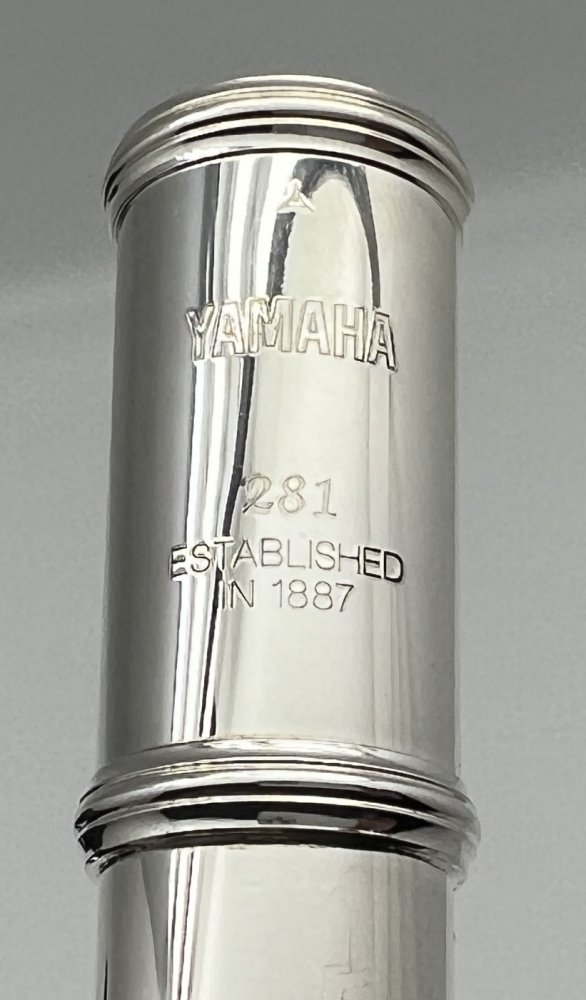 YAMAHA
281
ESTABLISHED
IN 1887